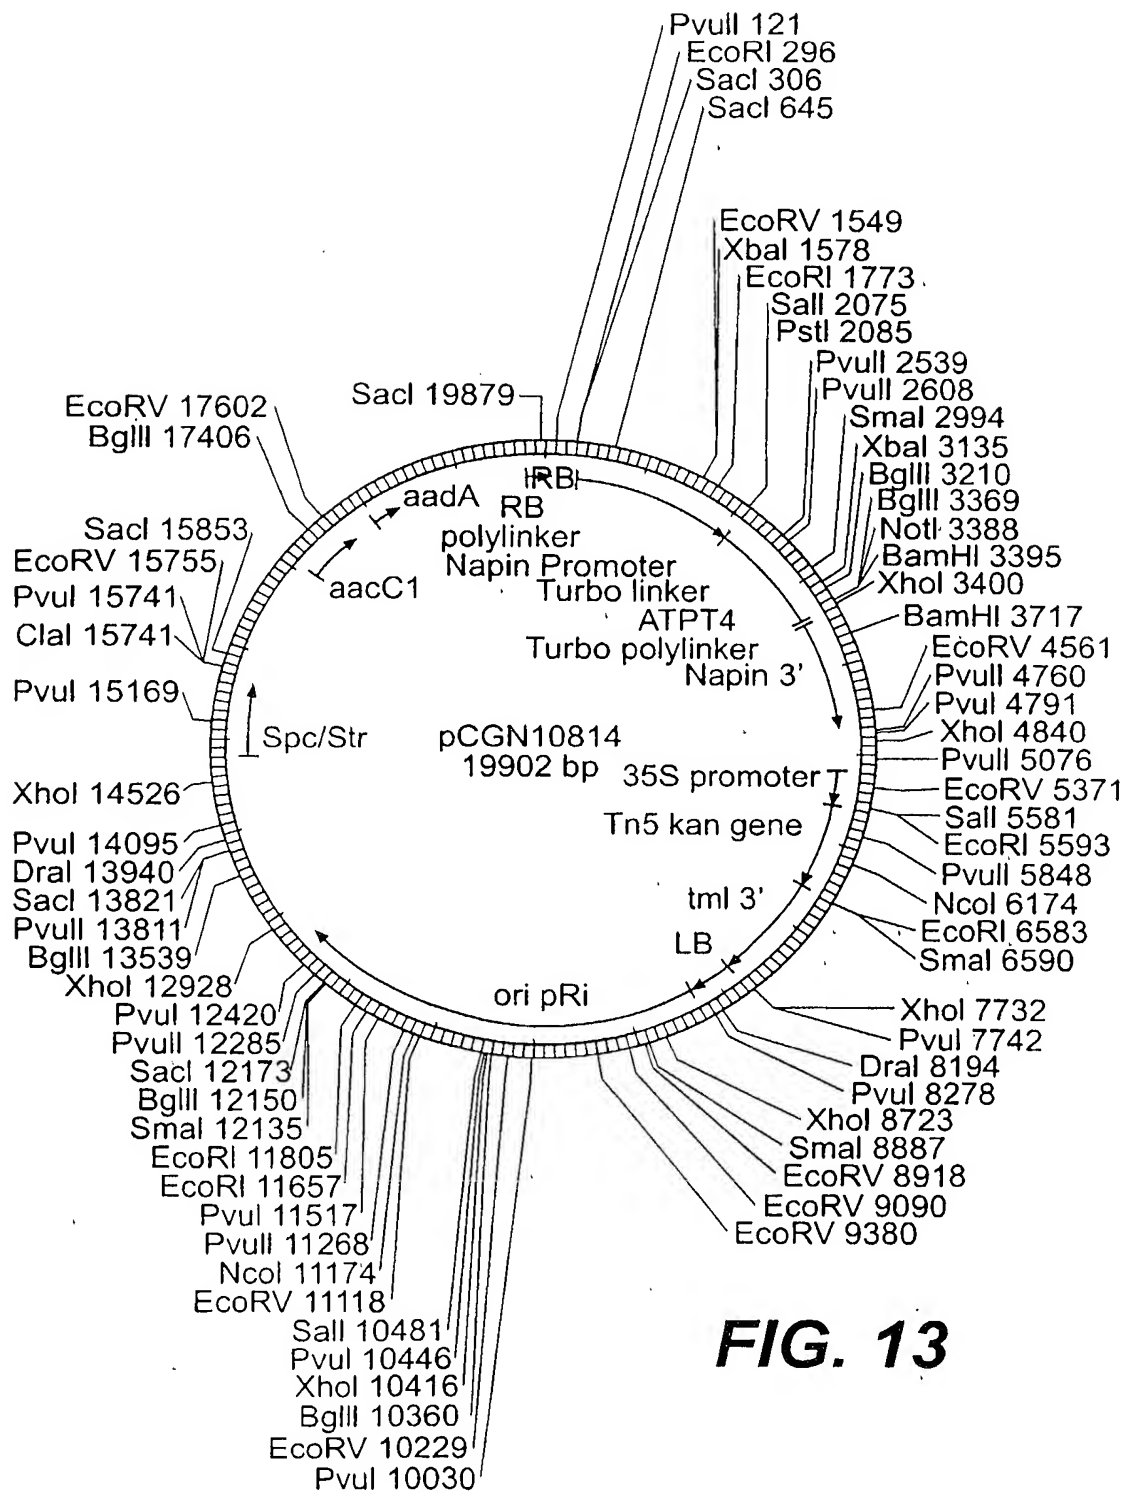 PvuII 121
EcoRI 296
SacI 306
SacI 645
EcoRV 1549
XbaI 1578
EcoRI 1773
SalI 2075
PstI 2085
PvuII 2539
PvuII 2608
SmaI 2994
XbaI 3135
BglII 3210
BglII 3369
NotI 3388
BamHI 3395
XhoI 3400
BamHI 3717
EcoRV 4561
PvuII 4760
PvuI 4791
XhoI 4840
PvuII 5076
EcoRV 5371
SalI 5581
EcoRI 5593
PvuII 5848
NcoI 6174
EcoRI 6583
SmaI 6590
XhoI 7732
PvuI 7742
DraI 8194
PvuI 8278
XhoI 8723
SmaI 8887
EcoRV 8918
EcoRV 9090
EcoRV 9380
SacI 19879
EcoRV 17602
BglII 17406
SacI 15853
EcoRV 15755
PvuI 15741
ClaI 15741
PvuI 15169
XhoI 14526
PvuI 14095
DraI 13940
SacI 13821
PvuII 13811
BglII 13539
XhoI 12928
PvuI 12420
PvuII 12285
SacI 12173
BglII 12150
SmaI 12135
EcoRI 11805
EcoRI 11657
PvuI 11517
PvuII 11268
NcoI 11174
EcoRV 11118
SalI 10481
PvuI 10446
XhoI 10416
BglII 10360
EcoRV 10229
PvuI 10030
RB
aadA
RB
polylinker
Napin Promoter
Turbo linker
ATPT4
Turbo polylinker
Napin 3'
aacC1
Spc/Str
pCGN10814
19902 bp
35S promoter
Tn5 kan gene
tml 3'
LB
ori pRi
FIG. 13